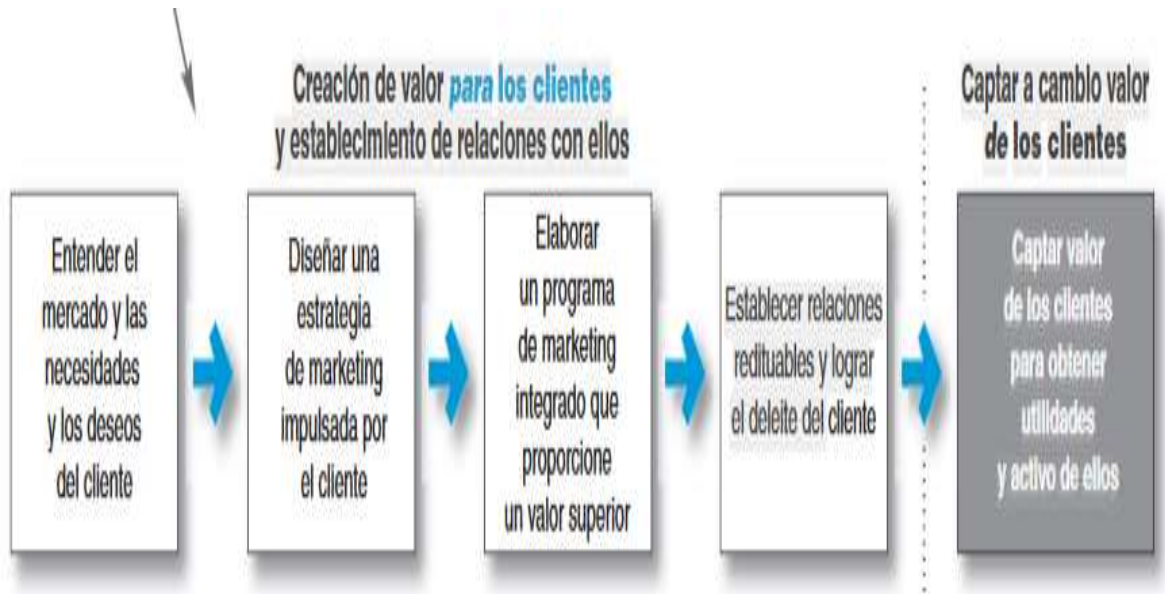 Creación de valor para los clientes
y establecimiento de relaciones con ellos
Captar a cambio valor
de los clientes
Entender el
mercado y las
necesidades
y los deseos
del cliente
Diseñar una
estrategia
de marketing
impulsada por
el cliente
Elaborar
un programa
de marketing
integrado que
proporcione
un valor superior
Establecer relaciones
redituables y lograr
el deleite del cliente
Captar valor
de los clientes
para obtener
utilidades
y activo de ellos